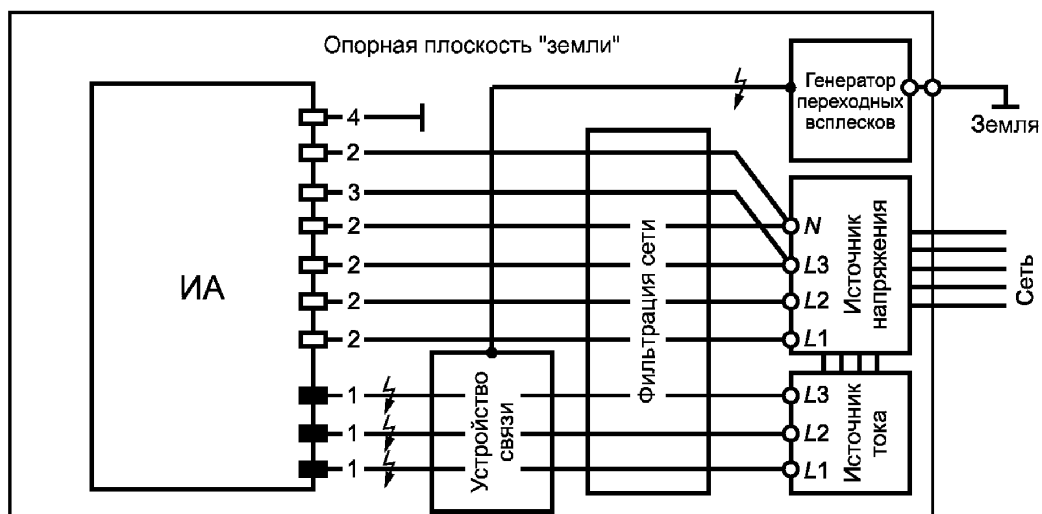 Опорная плоскость "земли"
Генератор
переходных
всплесков
Земля
ИА
4
2
3
2
2
2
2
1
1
1
Устройство
связи
Фильтрация сети
N
L3
L2
L1
Источник
напряжения
Сеть
L3
L2
L1
Источник
тока